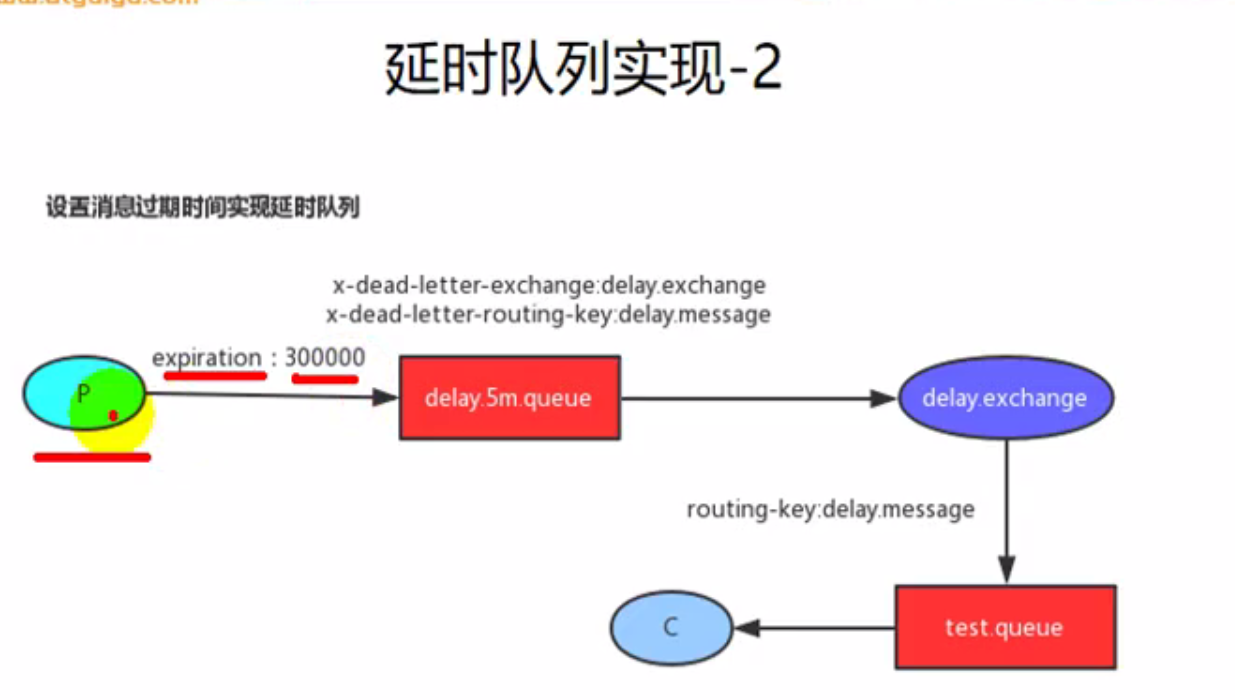 延时队列实现-2
设置消息过期时间实现延时队列
x-dead-letter-exchange:delay.exchange
x-dead-letter-routing-key:delay.message
expiration：300000
P
delay.5m.queue
delay.exchange
routing-key:delay.message
C
test.queue